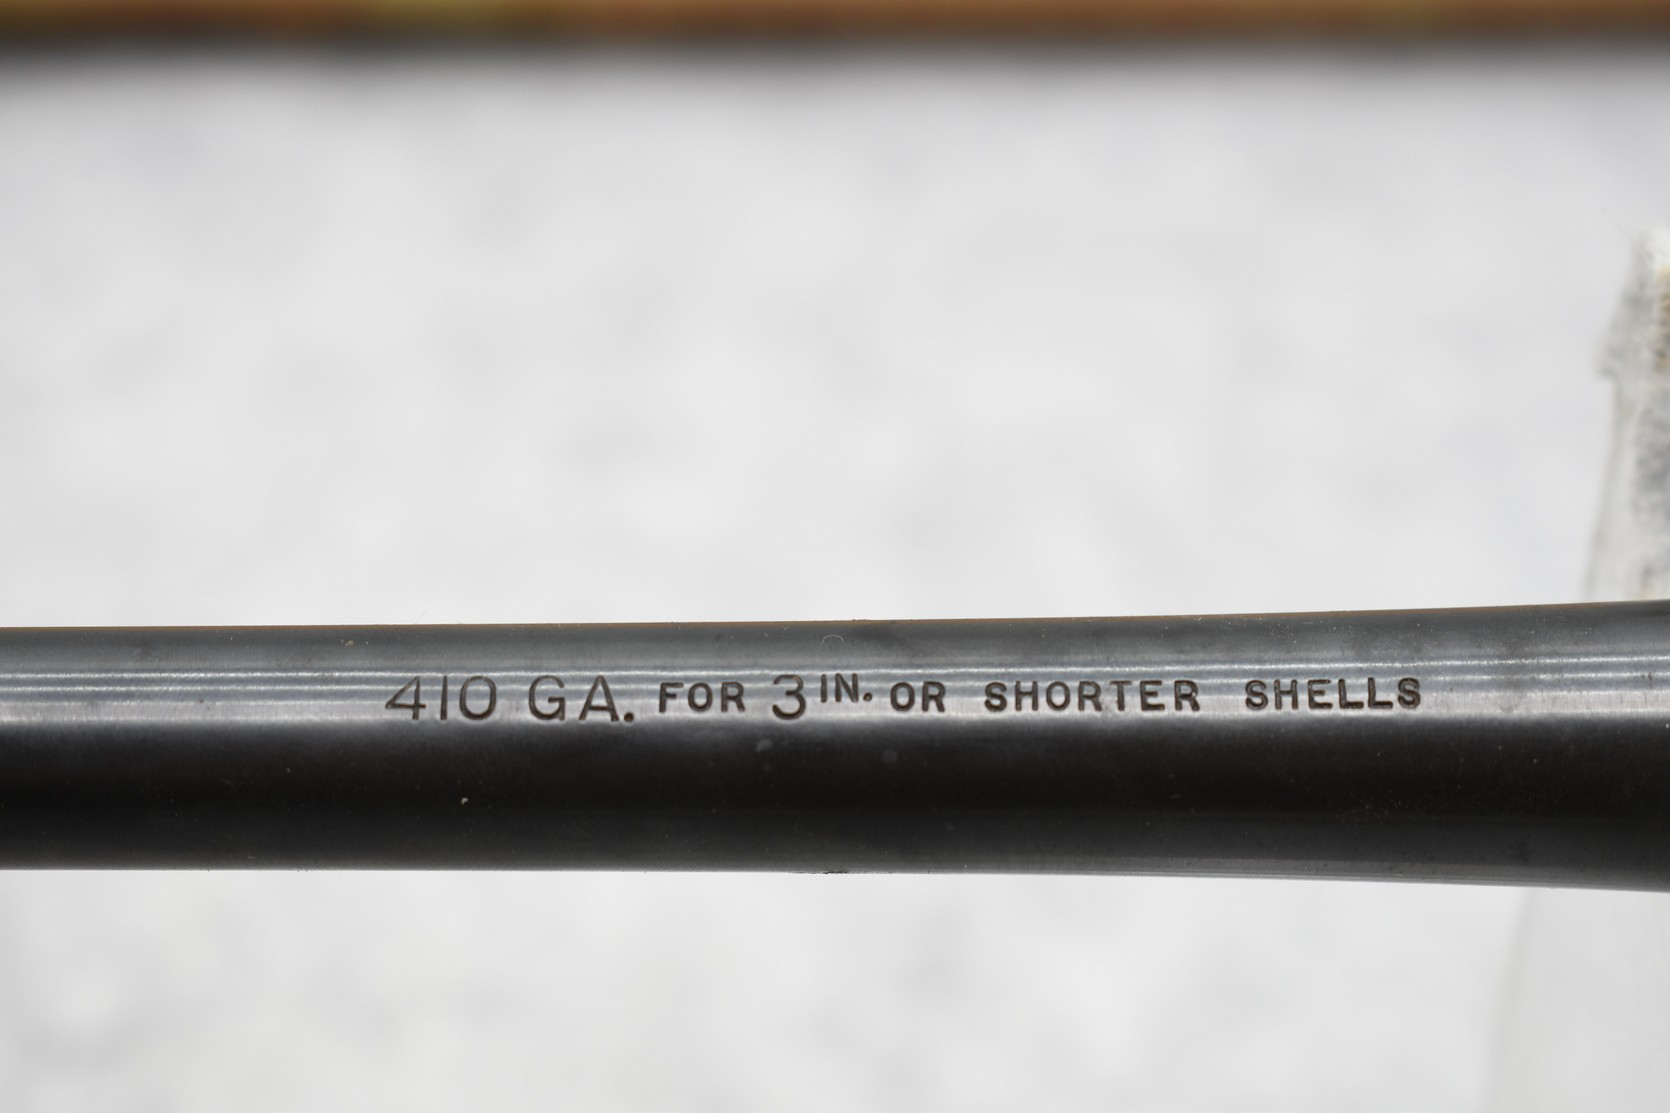 410 GA. FOR 3 IN. OR SHORTER SHELLS